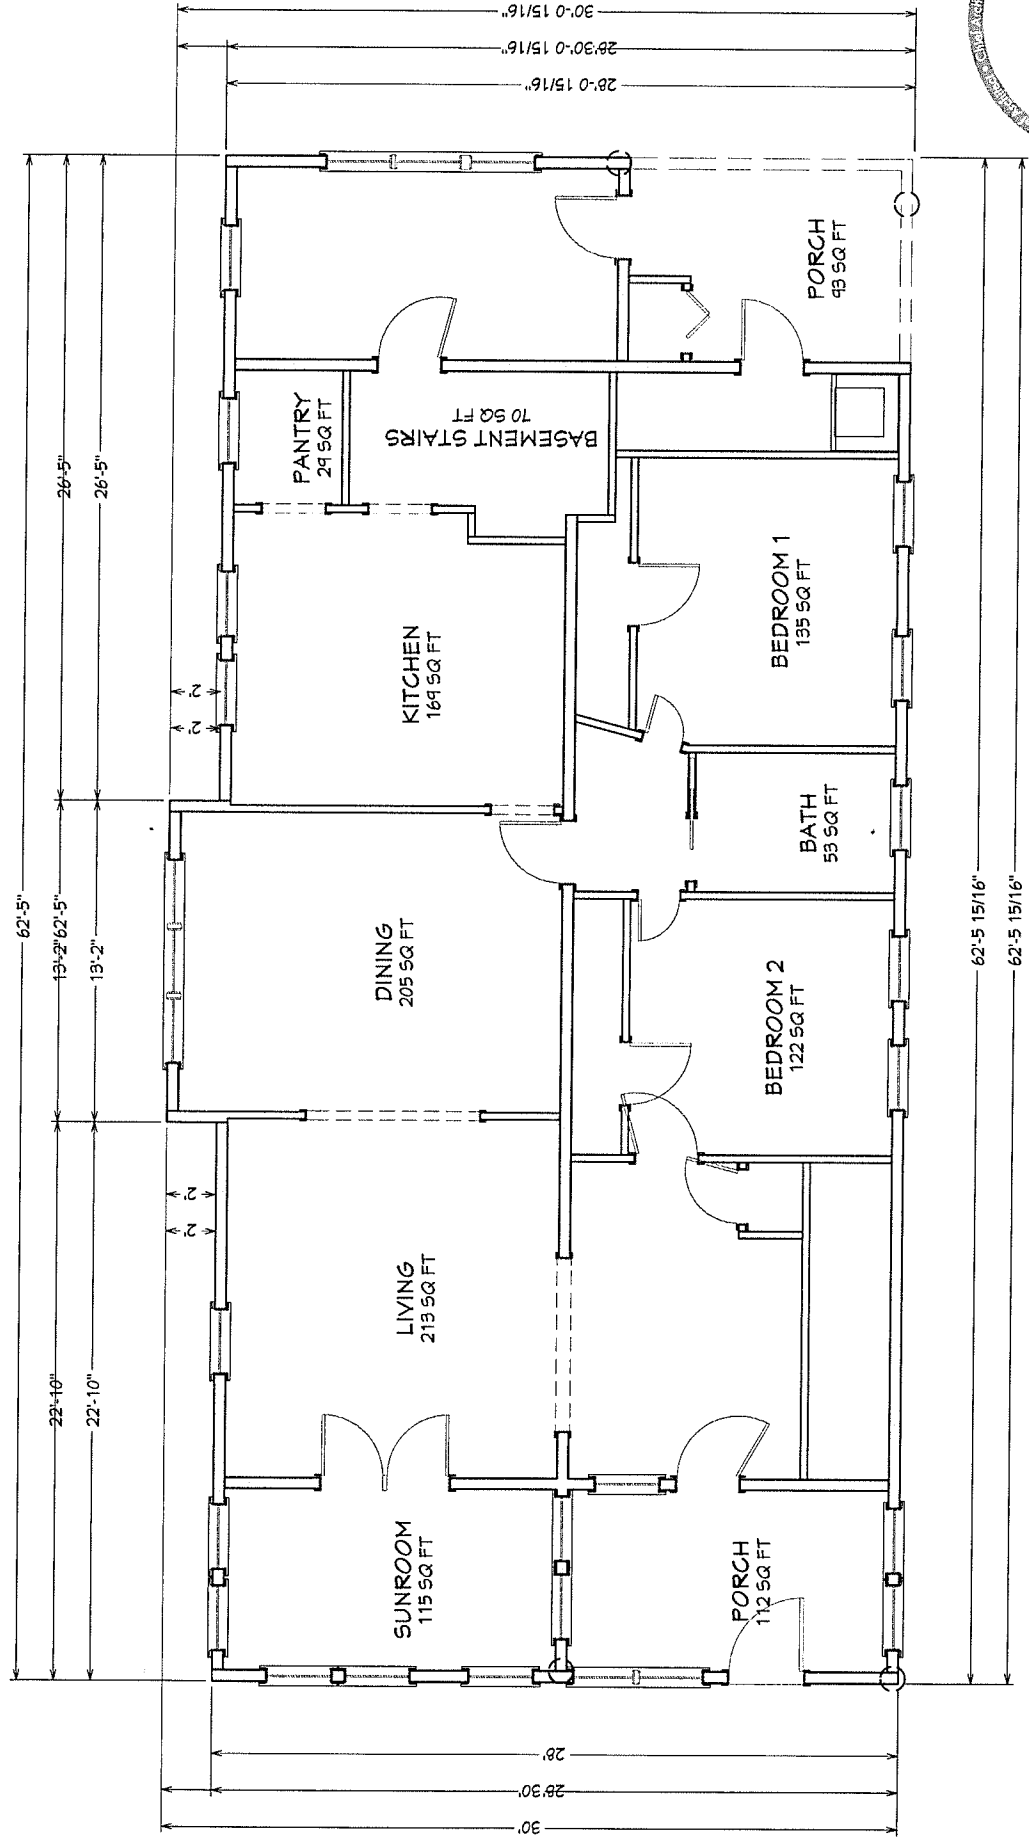 30'-0 15/16"
28'30'-0 15/16"
28'-0 15/16"
62'-5"
26'-5"
26'-5"
13'-2"62'-5"
13'-2"
22'-10"
22'-10"
2'
2'
2'
2'
PORCH
93 SQ FT
PANTRY
29 SQ FT
BASEMENT STAIRS
70 SQ FT
KITCHEN
169 SQ FT
BEDROOM 1
135 SQ FT
BATH
53 SQ FT
DINING
205 SQ FT
BEDROOM 2
122 SQ FT
LIVING
213 SQ FT
SUNROOM
115 SQ FT
PORCH
112 SQ FT
62'-5 15/16"
62'-5 15/16"
28'
28'30'
30'